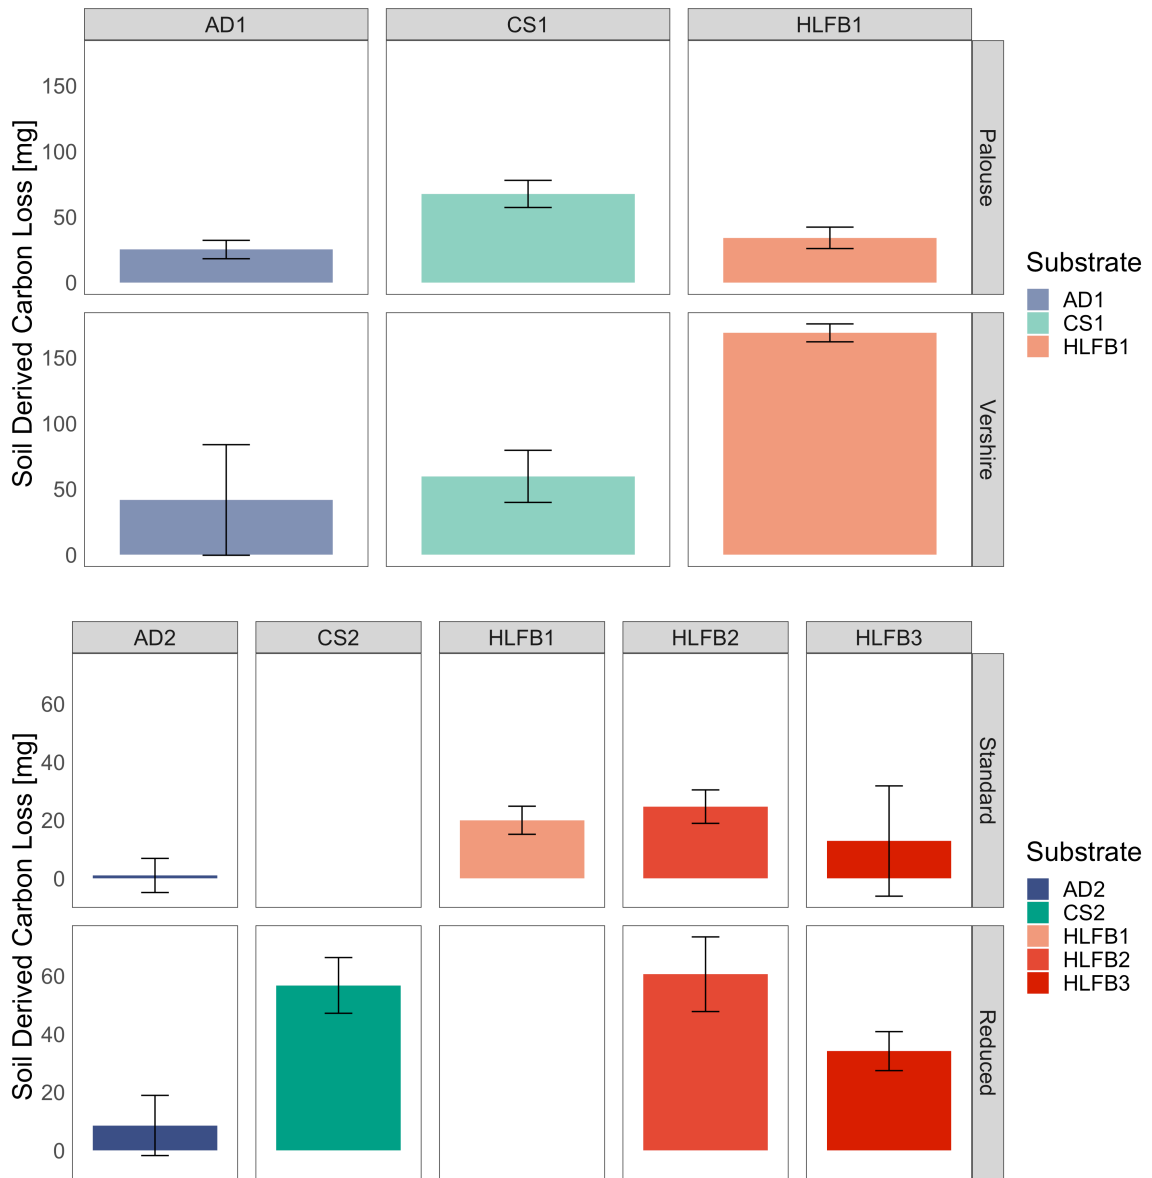 AD1
CS1
HLFB1
Soil Derived Carbon Loss [mg]
150
100
50
0
Palouse
150
100
50
0
Vershire
Substrate
AD1
CS1
HLFB1
AD2
CS2
HLFB1
HLFB2
HLFB3
Soil Derived Carbon Loss [mg]
60
40
20
0
Standard
60
40
20
0
Reduced
Substrate
AD2
CS2
HLFB1
HLFB2
HLFB3